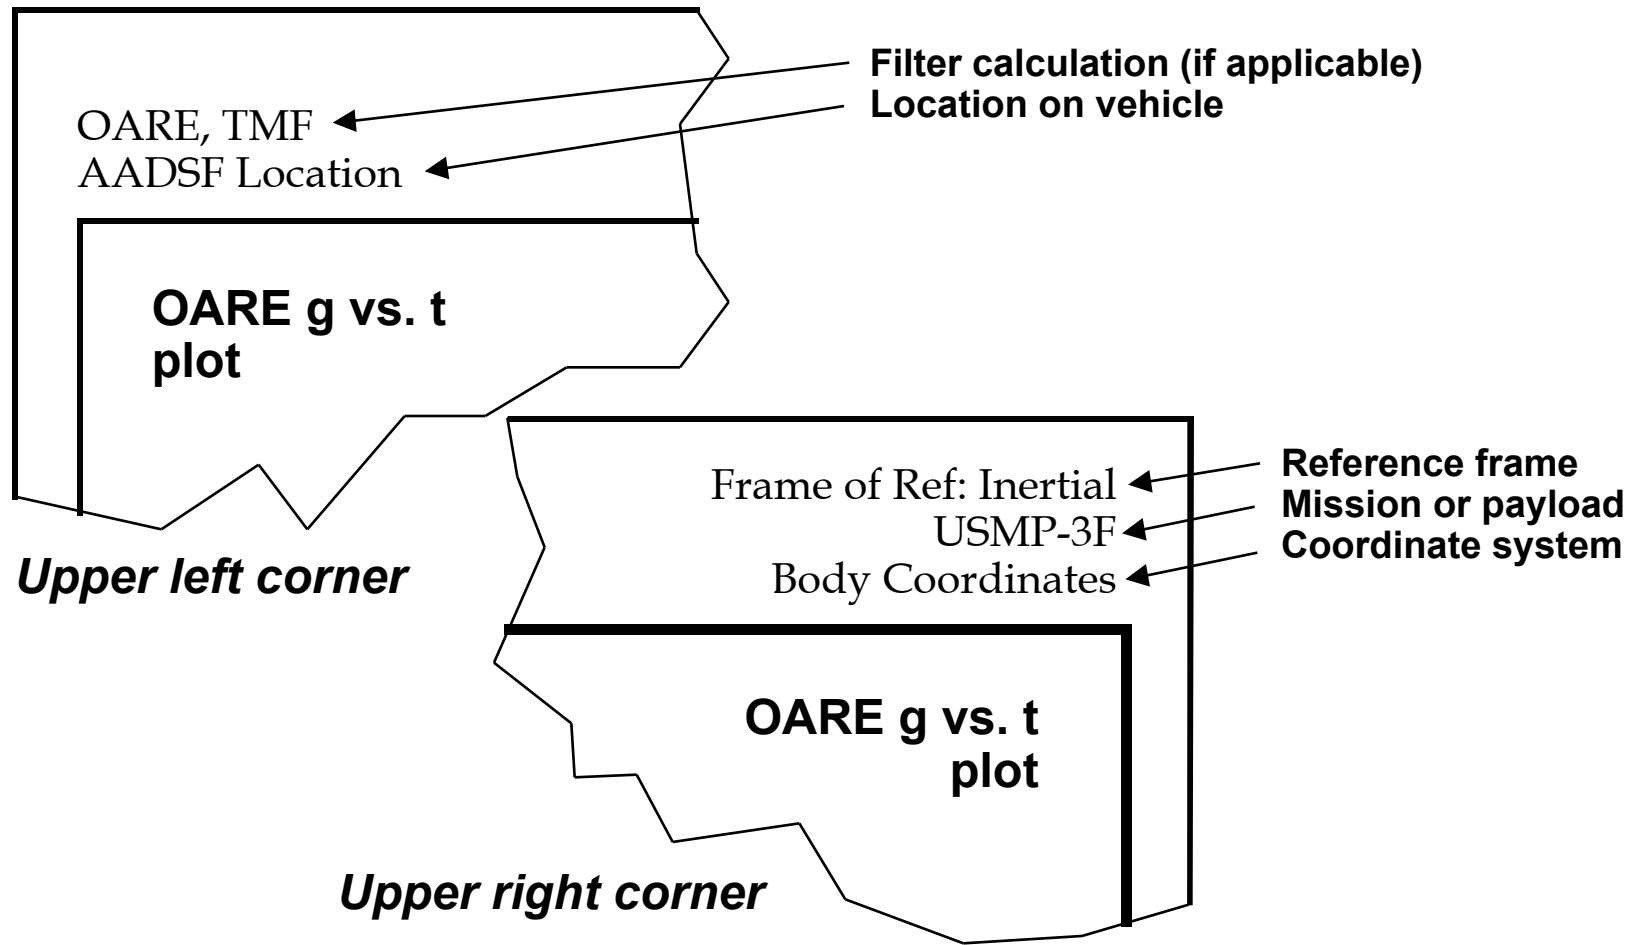 Filter calculation (if applicable)
Location on vehicle
OARE, TMF
AADSF Location
OARE g vs. t
plot
Upper left corner
Reference frame
Mission or payload
Coordinate system
Frame of Ref: Inertial
USMP-3F
Body Coordinates
OARE g vs. t
plot
Upper right corner